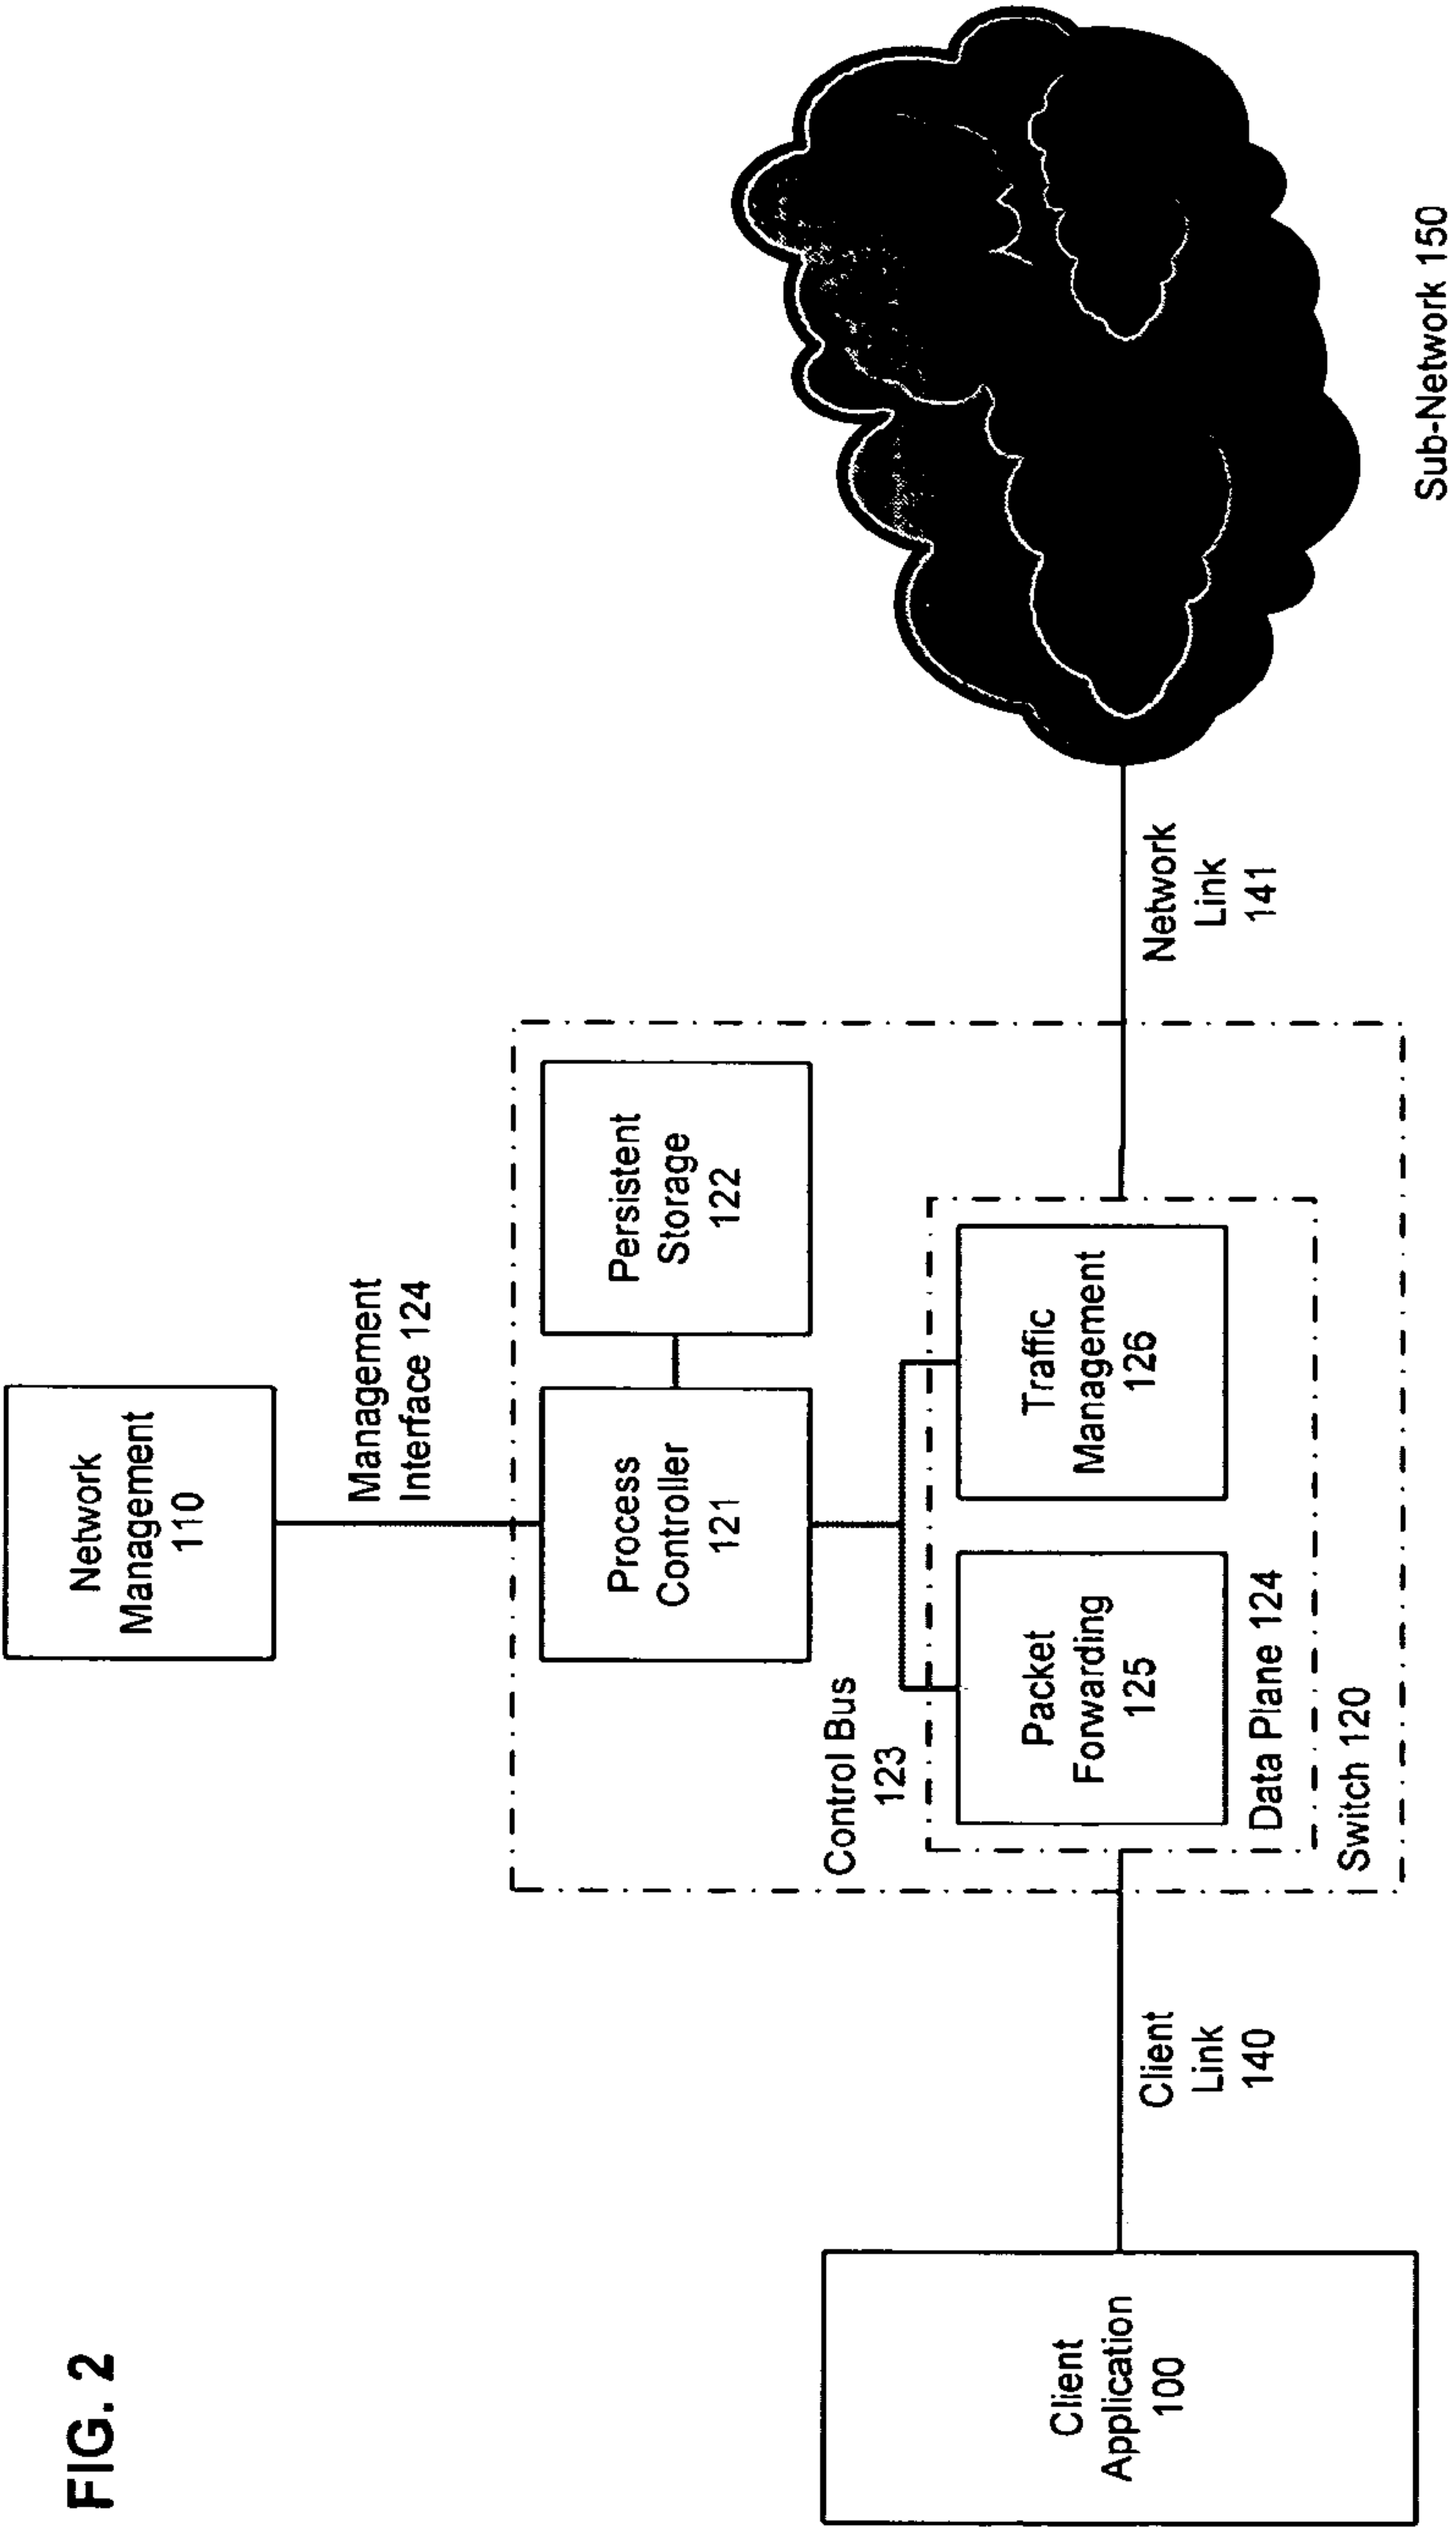 FIG. 2
Network
Management
110
Management
Interface 124
Process
Controller
121
Persistent
Storage
122
Control Bus
123
Packet
Forwarding
125
Traffic
Management
126
Data Plane 124
Switch 120
Client
Application
100
Client
Link
140
Network
Link
141
Sub-Network 150